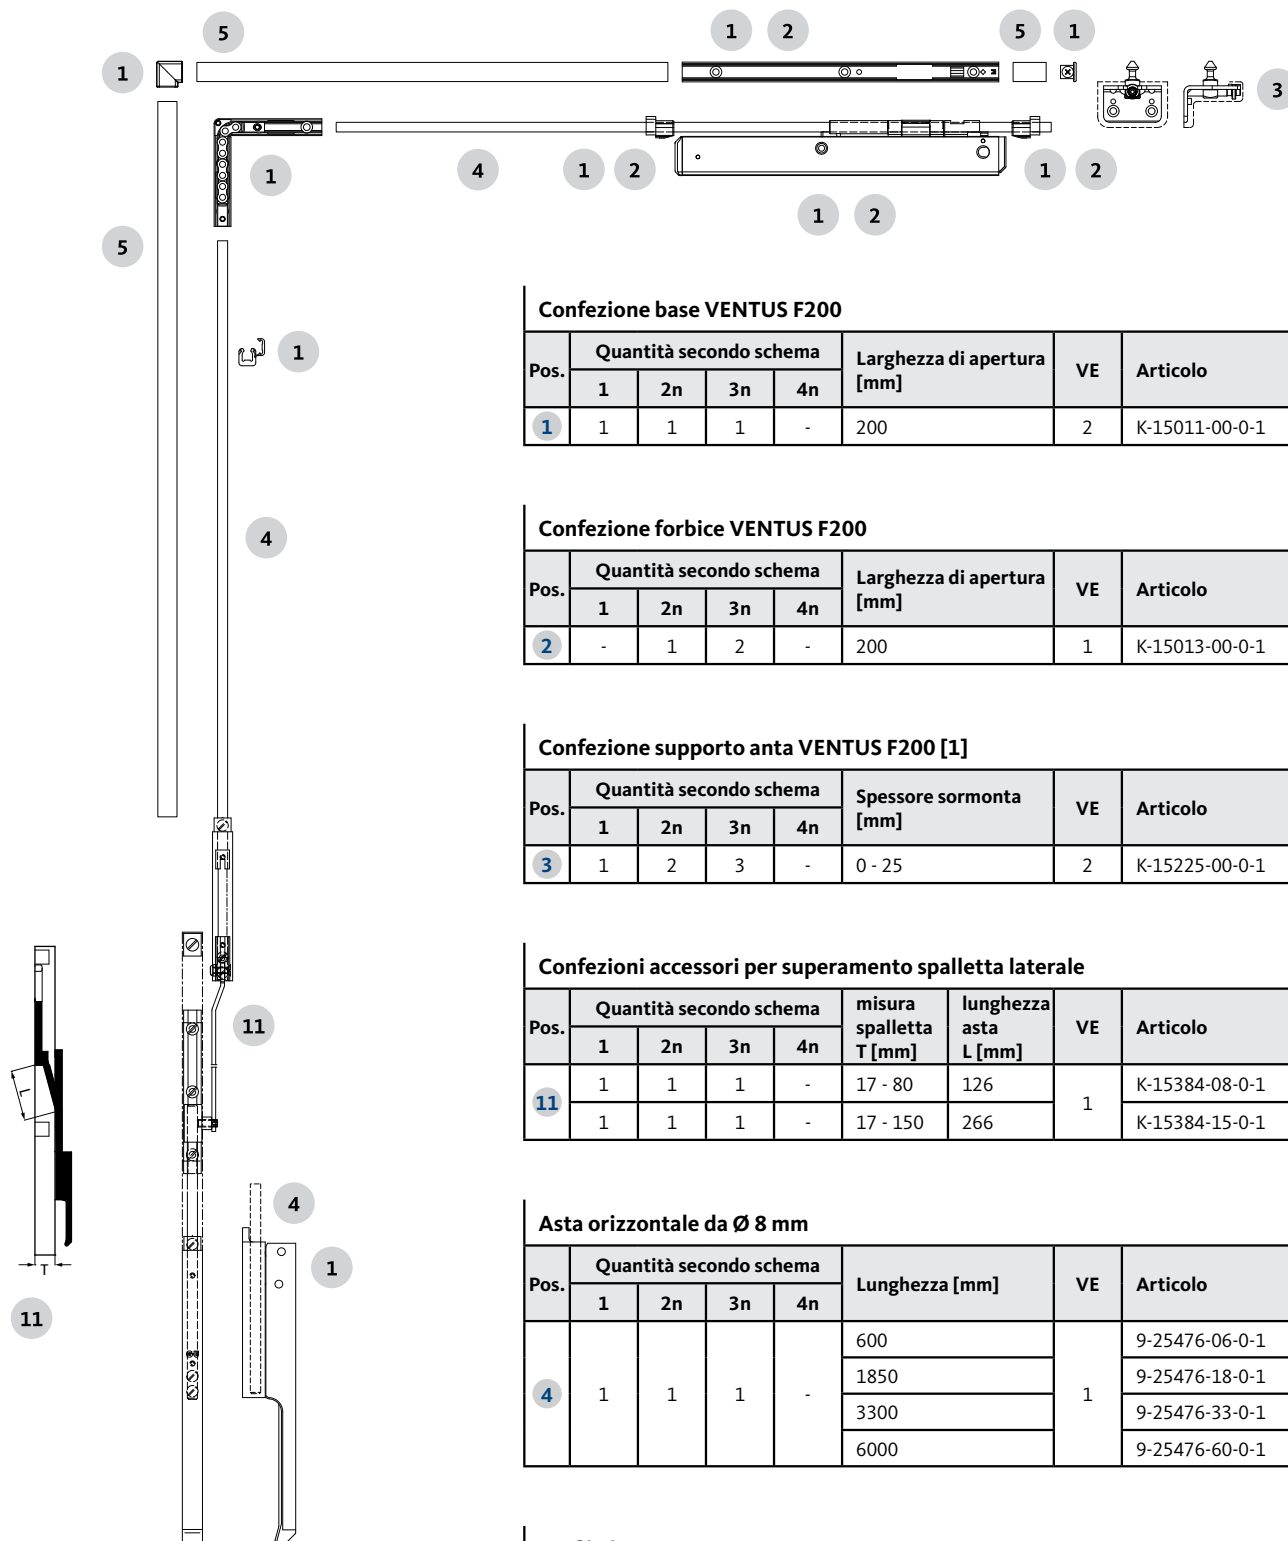 5
1 2
5 1
1
3
1
4
1 2
1 2
1 2
5
1
4
11
L
T
11
4
1
Confezione base VENTUS F200
Pos. Quantità secondo schema Larghezza di apertura [mm] VE Articolo
1 2n 3n 4n
1 1 1 1 - 200 2 K-15011-00-0-1
Confezione forbice VENTUS F200
Pos. Quantità secondo schema Larghezza di apertura [mm] VE Articolo
1 2n 3n 4n
2 - 1 2 - 200 1 K-15013-00-0-1
Confezione supporto anta VENTUS F200 [1]
Pos. Quantità secondo schema Spessore sormonta [mm] VE Articolo
1 2n 3n 4n
3 1 2 3 - 0 - 25 2 K-15225-00-0-1
Confezioni accessori per superamento spalletta laterale
Pos. Quantità secondo schema misura spalletta T [mm] lunghezza asta L [mm] VE Articolo
1 2n 3n 4n
11 1 1 1 - 17 - 80 126 1 K-15384-08-0-1
1 1 1 - 17 - 150 266 K-15384-15-0-1
Asta orizzontale da Ø 8 mm
Pos. Quantità secondo schema Lunghezza [mm] VE Articolo
1 2n 3n 4n
4 1 1 1 - 600 1 9-25476-06-0-1
1850 9-25476-18-0-1
3300 9-25476-33-0-1
6000 9-25476-60-0-1